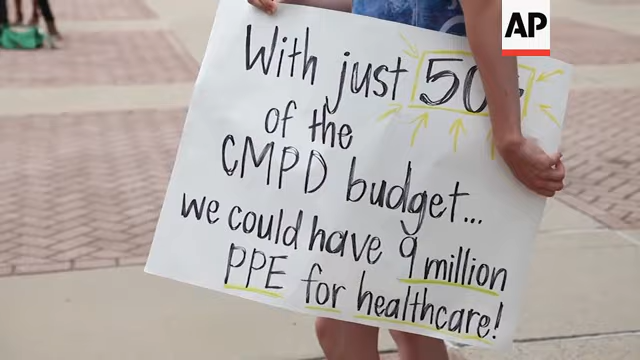 AP
With just 50%
of the
CMPD budget...
we could have 9 million
PPE for healthcare!